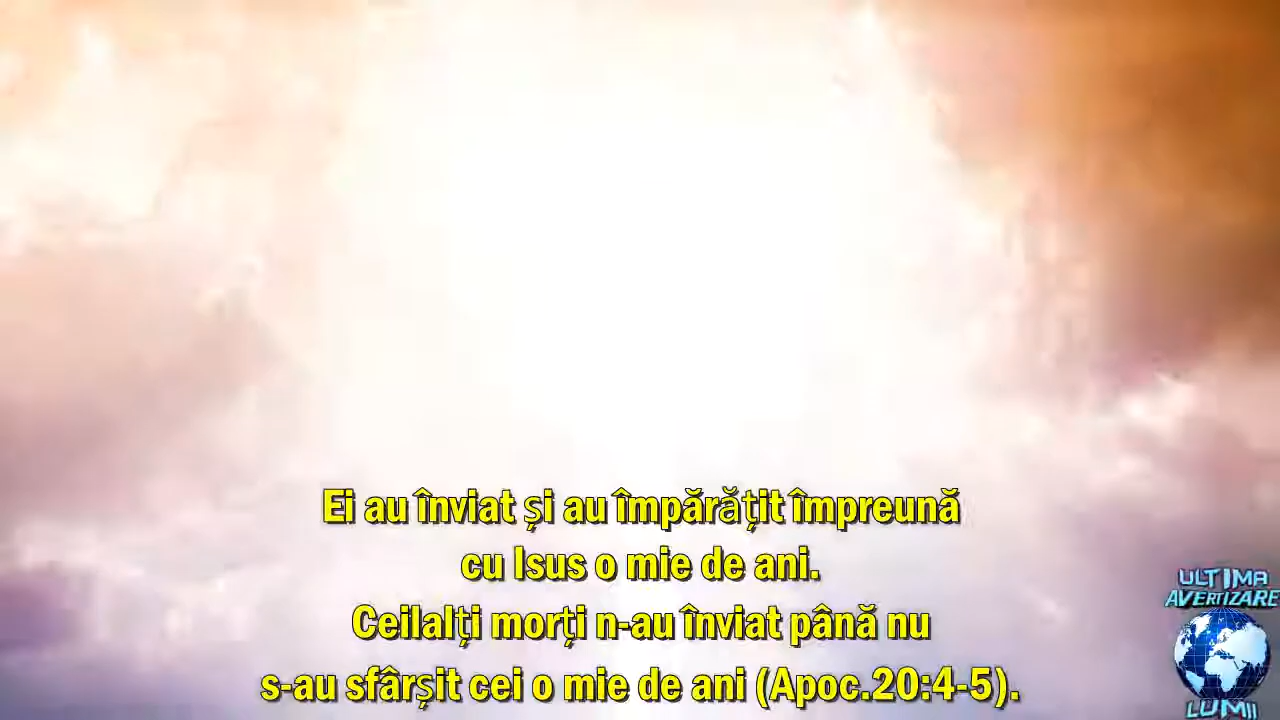 Ei au înviat și au împărățit împreună
cu Isus o mie de ani.
Ceilalți morți n-au înviat până nu
s-au sfârșit cei o mie de ani (Apoc.20:4-5).
ULTIMA
AVERTIZARE
LUMII